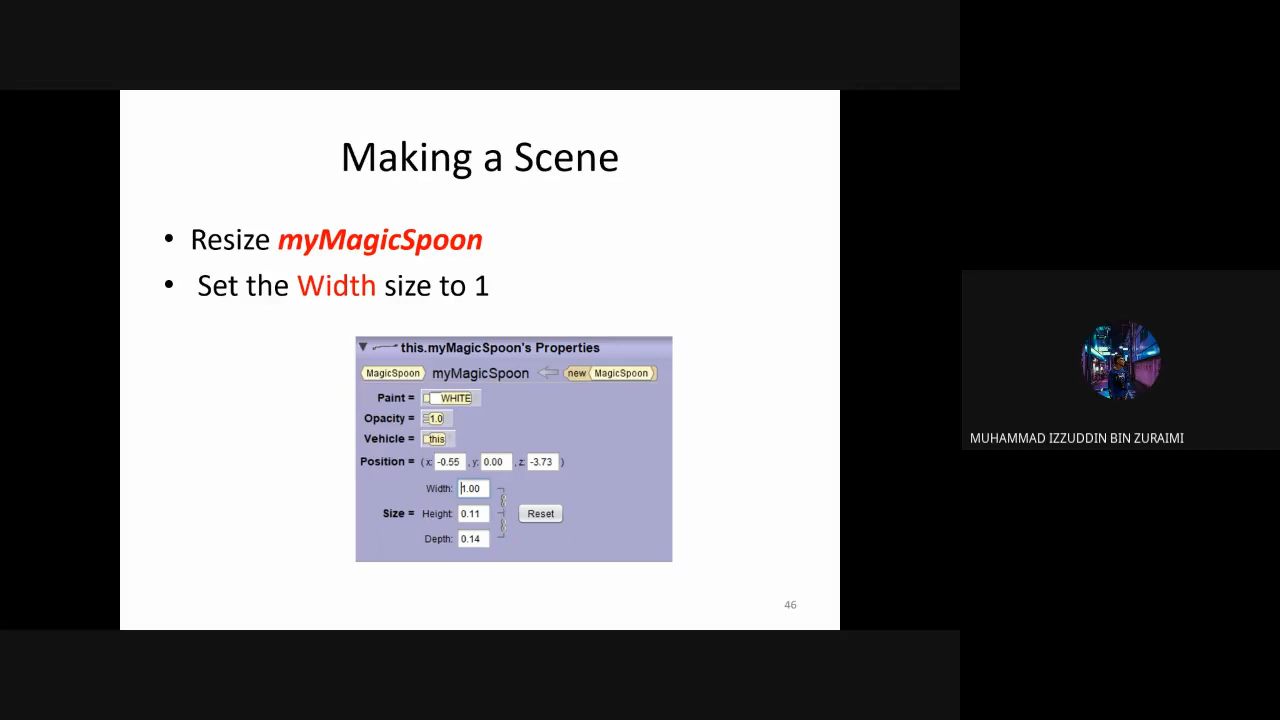 Making a Scene
• Resize myMagicSpoon
• Set the Width size to 1
this.myMagicSpoon's Properties
MagicSpoon myMagicSpoon new MagicSpoon
Paint = WHITE
Opacity = 1.0
Vehicle = this
Position = (x: -0.55 , y: 0.00 , z: -3.73 )
Width: 1.00
Size = Height: 0.11 Reset
Depth: 0.14
46
MUHAMMAD IZZUDDIN BIN ZURAIMI